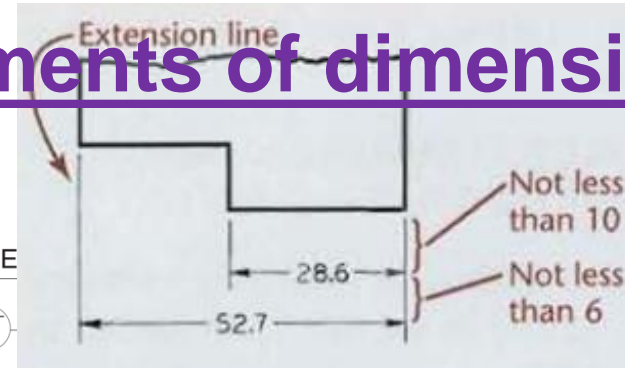 Extension line
ments of dimensi
Not less
than 10
E
28.6
Not less
than 6
52.7